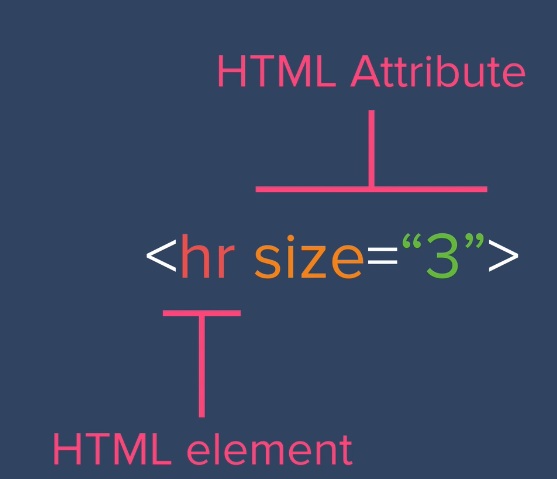 HTML Attribute
<hr size=“3”>
HTML element